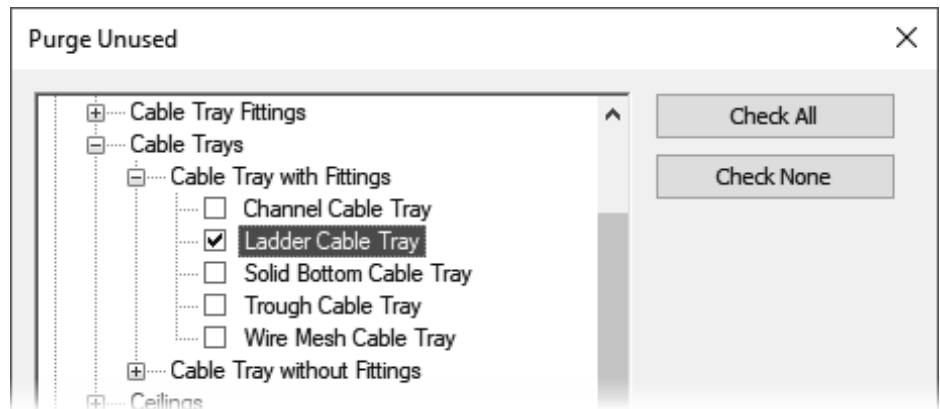 Purge Unused
Cable Tray Fittings
Check All
Cable Trays
Cable Tray with Fittings
Check None
Channel Cable Tray
Ladder Cable Tray
Solid Bottom Cable Tray
Trough Cable Tray
Wire Mesh Cable Tray
Cable Tray without Fittings
Ceilings